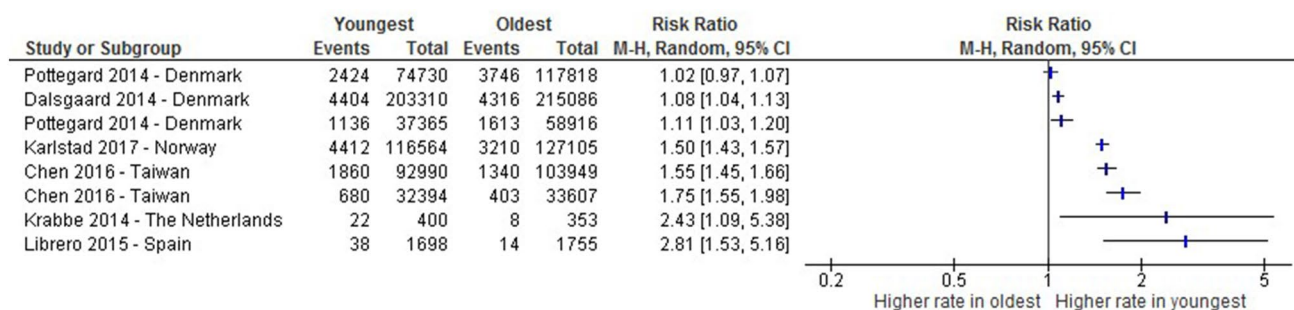 Youngest Oldest Risk Ratio Risk Ratio
Study or Subgroup Events Total Events Total M-H, Random, 95% CI M-H, Random, 95% CI
Pottegard 2014 - Denmark 2424 74730 3746 117818 1.02 [0.97, 1.07]
Dalsgaard 2014 - Denmark 4404 203310 4316 215086 1.08 [1.04, 1.13]
Pottegard 2014 - Denmark 1136 37365 1613 58916 1.11 [1.03, 1.20]
Karlstad 2017 - Norway 4412 116564 3210 127105 1.50 [1.43, 1.57]
Chen 2016 - Taiwan 1860 92990 1340 103949 1.55 [1.45, 1.66]
Chen 2016 - Taiwan 680 32394 403 33607 1.75 [1.55, 1.98]
Krabbe 2014 - The Netherlands 22 400 8 353 2.43 [1.09, 5.38]
Librero 2015 - Spain 38 1698 14 1755 2.81 [1.53, 5.16]
0.2 0.5 1 2 5
Higher rate in oldest Higher rate in youngest